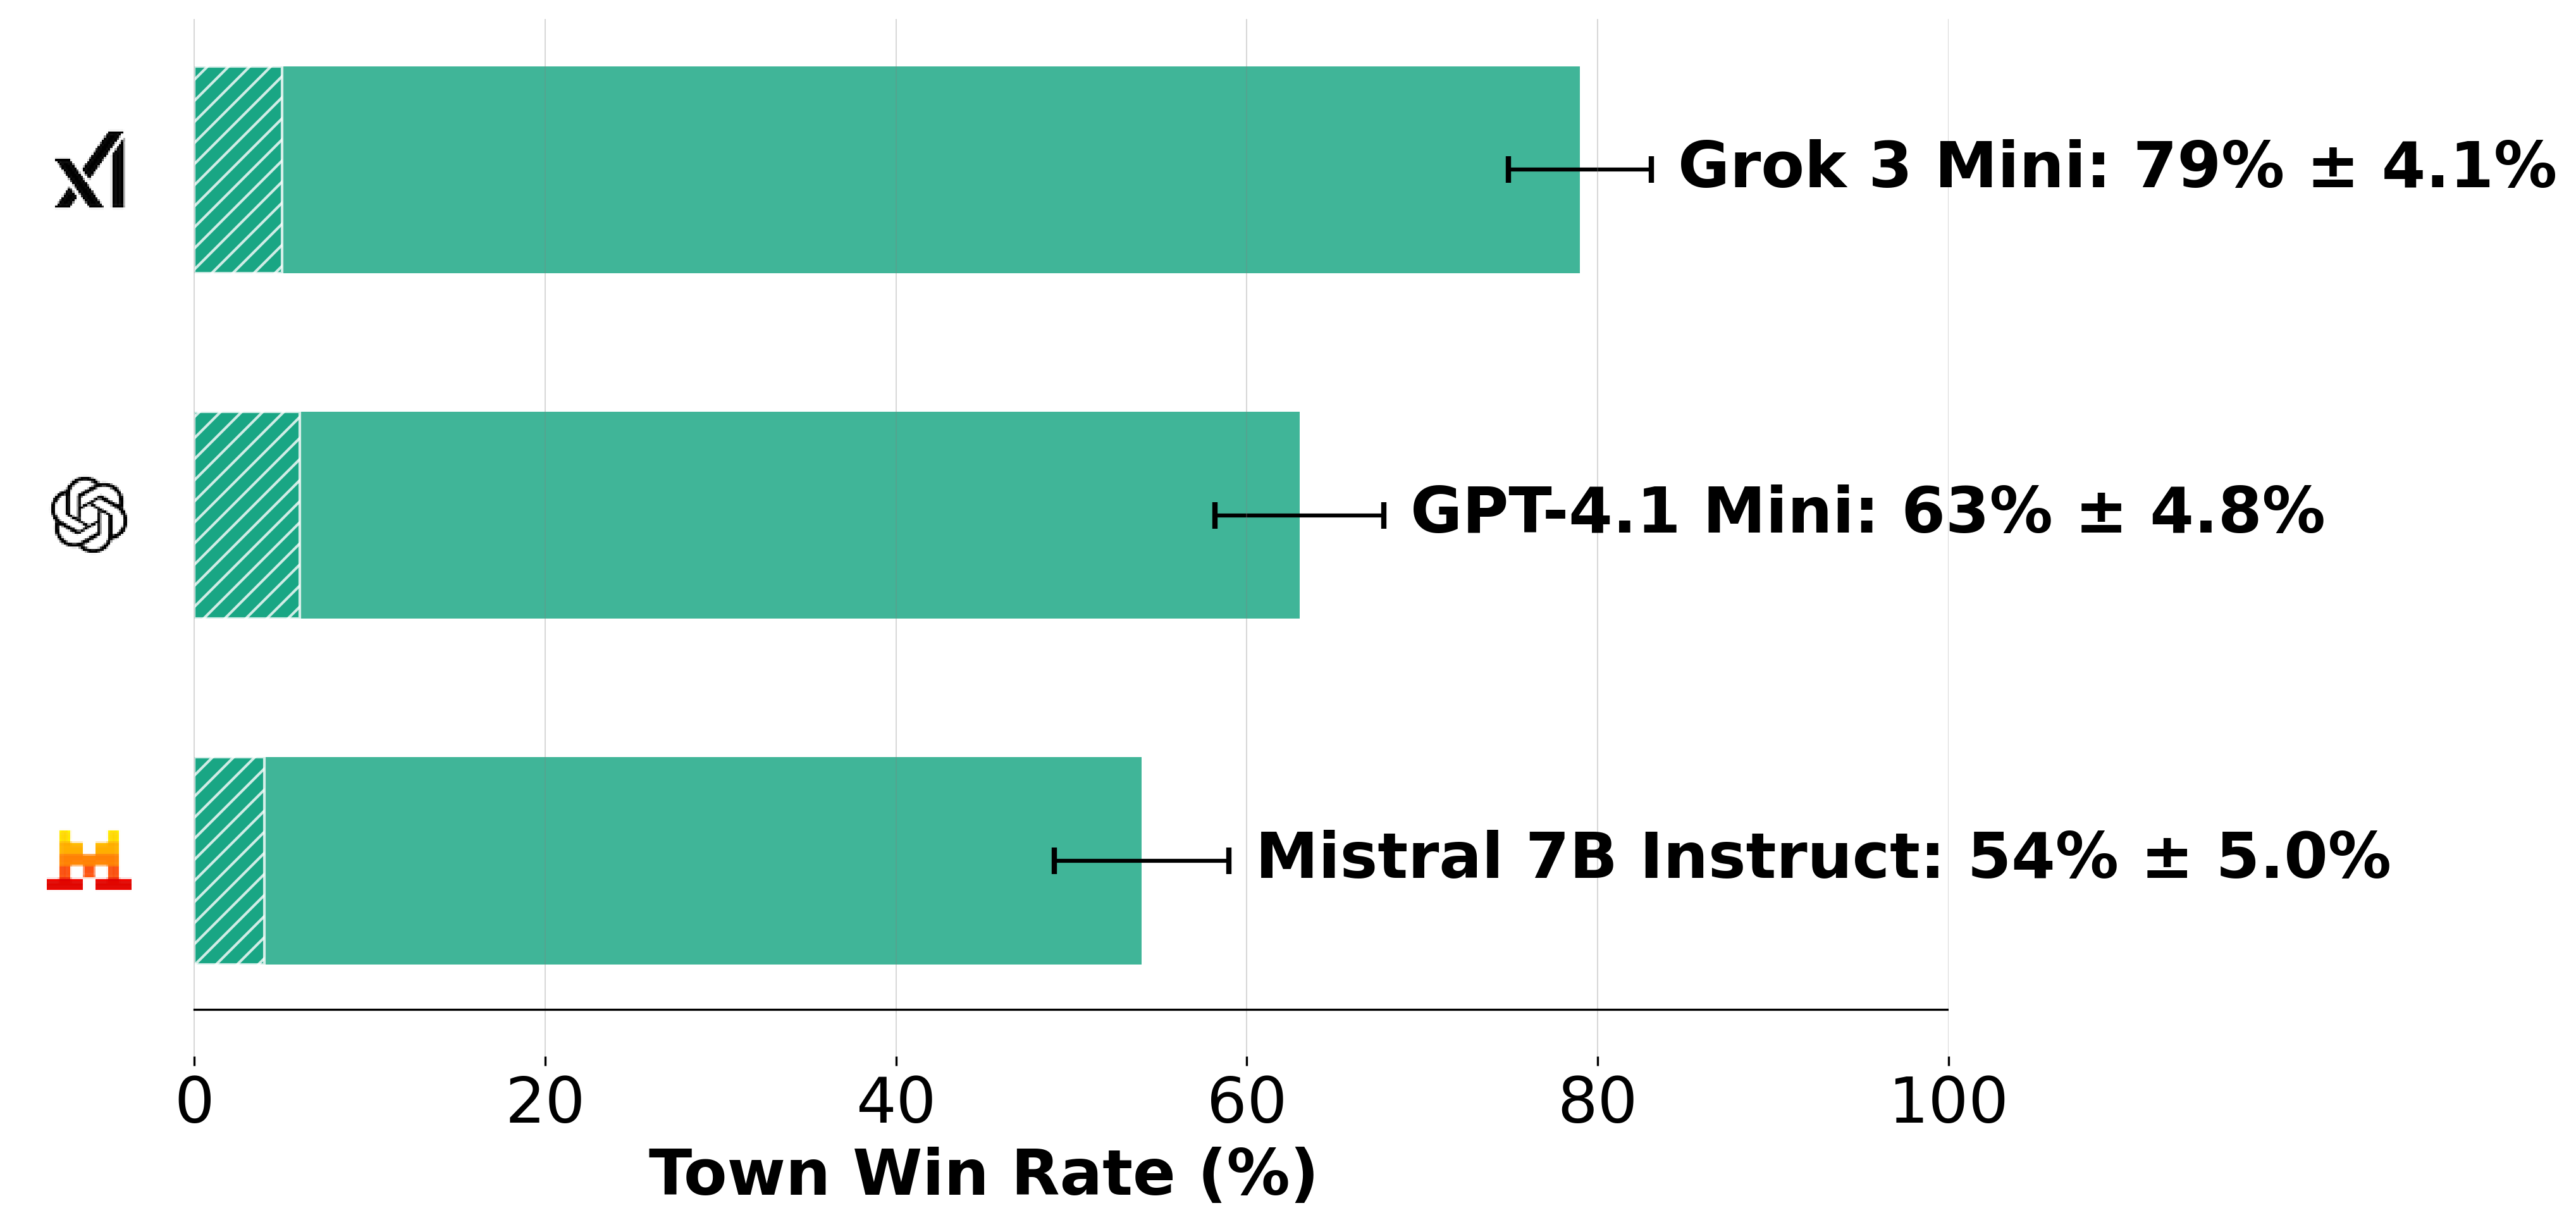 Grok 3 Mini: 79% ± 4.1%
GPT-4.1 Mini: 63% ± 4.8%
Mistral 7B Instruct: 54% ± 5.0%
0 20 40 60 80 100
Town Win Rate (%)